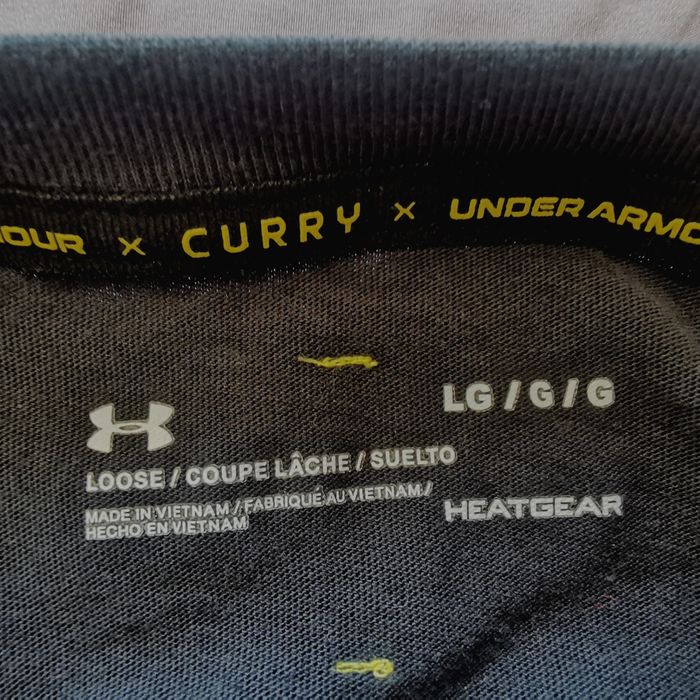 OUR × CURRY × UNDER ARMO
LG / G / G
LOOSE / COUPE LÂCHE / SUELTO
MADE IN VIETNAM / FABRIQUÉ AU VIETNAM /
HECHO EN VIETNAM
HEATGEAR